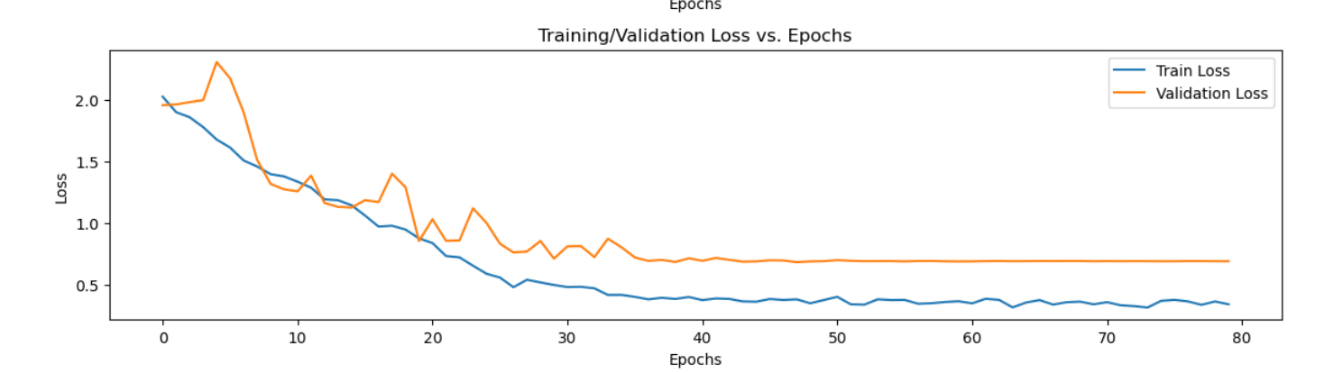 Epochs
Training/Validation Loss vs. Epochs
Train Loss
Validation Loss
2.0
1.5
1.0
0.5
Loss
0 10 20 30 40 50 60 70 80
Epochs